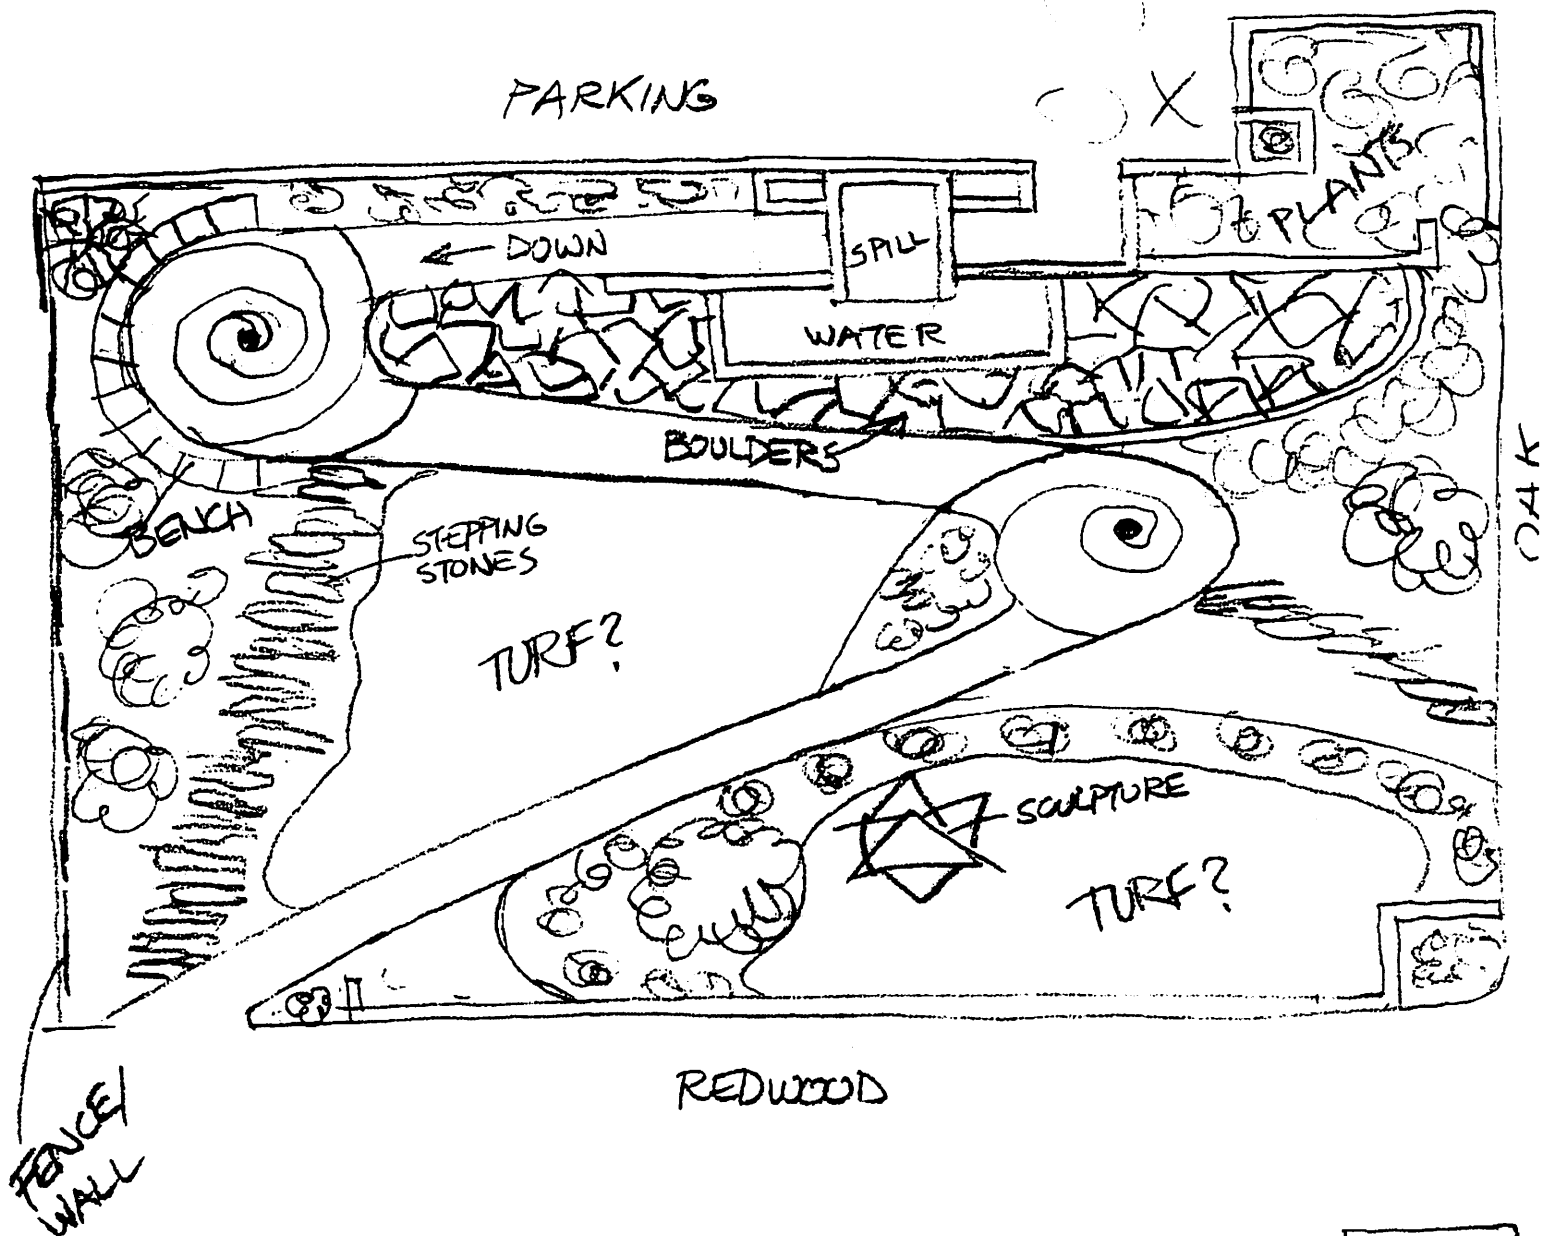 PARKING
X
PLANTS
DOWN
SPILL
WATER
BOULDERS
OAK
BENCH
STEPPING
STONES
TURF?
SCULPTURE
TURF?
REDWOOD
FENCE/
WALL